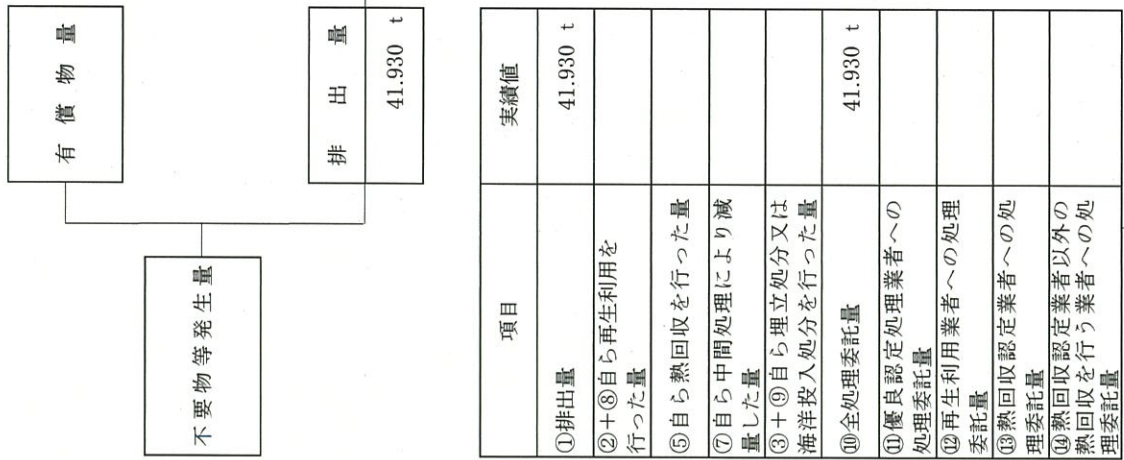 有償物量
不要物等発生量
排出量
41.930 t
項目 実績値
①排出量 41.930 t
②+⑧自ら再生利用を
行った量
⑤自ら熱回収を行った量
⑦自ら中間処理により減
量した量
③+⑨自ら埋立処分又は
海洋投入処分を行った量
⑩全処理委託量 41.930 t
⑪優良認定処理業者への
処理委託量
⑫再生利用業者への処理
委託量
⑬熱回収認定業者への処
理委託量
⑭熱回収認定業者以外の
熱回収を行う業者への処
理委託量